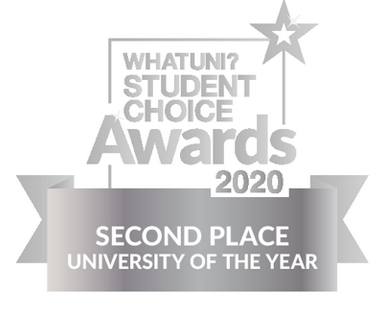 WHATUNI?
STUDENT
CHOICE
Awards
2020
SECOND PLACE
UNIVERSITY OF THE YEAR